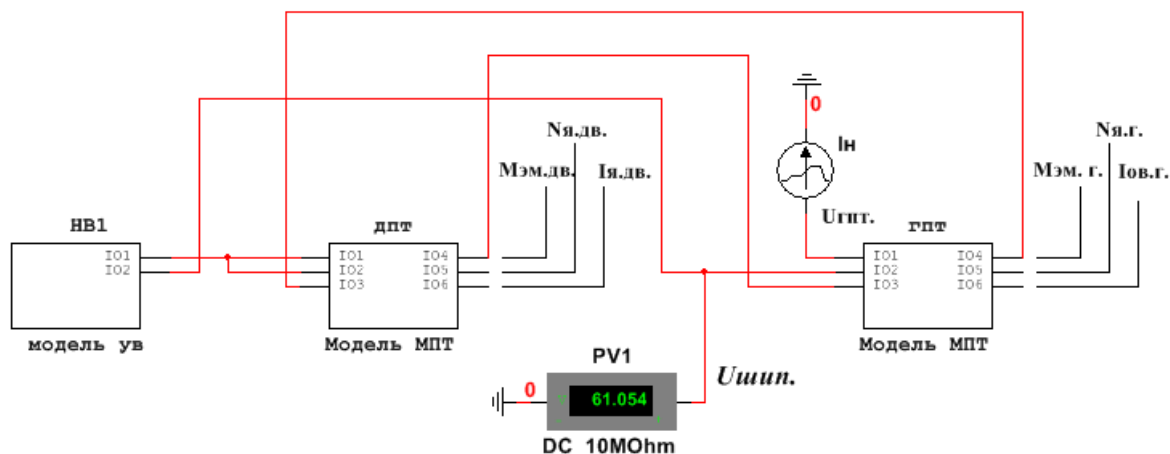 0
Nя.дв.
Nя.г.
Iн
Mэм.дв.
Iя.дв.
Mэм. г.
Iов.г.
Uгпт.
НВ1
дпт
гпт
IO1
IO2
IO1
IO2
IO3
IO4
IO5
IO6
IO1
IO2
IO3
IO4
IO5
IO6
модель ув
Модель МПТ
Модель МПТ
PV1
Uшип.
0
61.054
DC 10MOhm